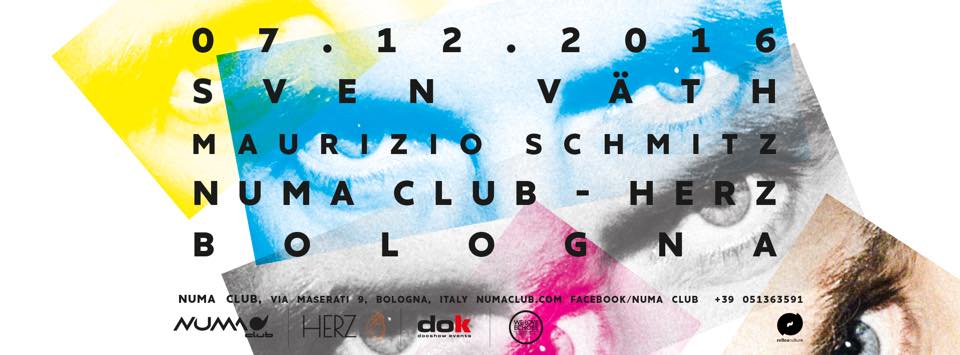 07.12.2016
SVEN VÄTH
MAURIZIO SCHMITZ
NUMA CLUB - HERZ
BOLOGNA
NUMA CLUB, VIA MASERATI 9, BOLOGNA, ITALY NUMACLUB.COM FACEBOOK/NUMA CLUB +39 051363591
NUMA club HERZ dok
docshow events